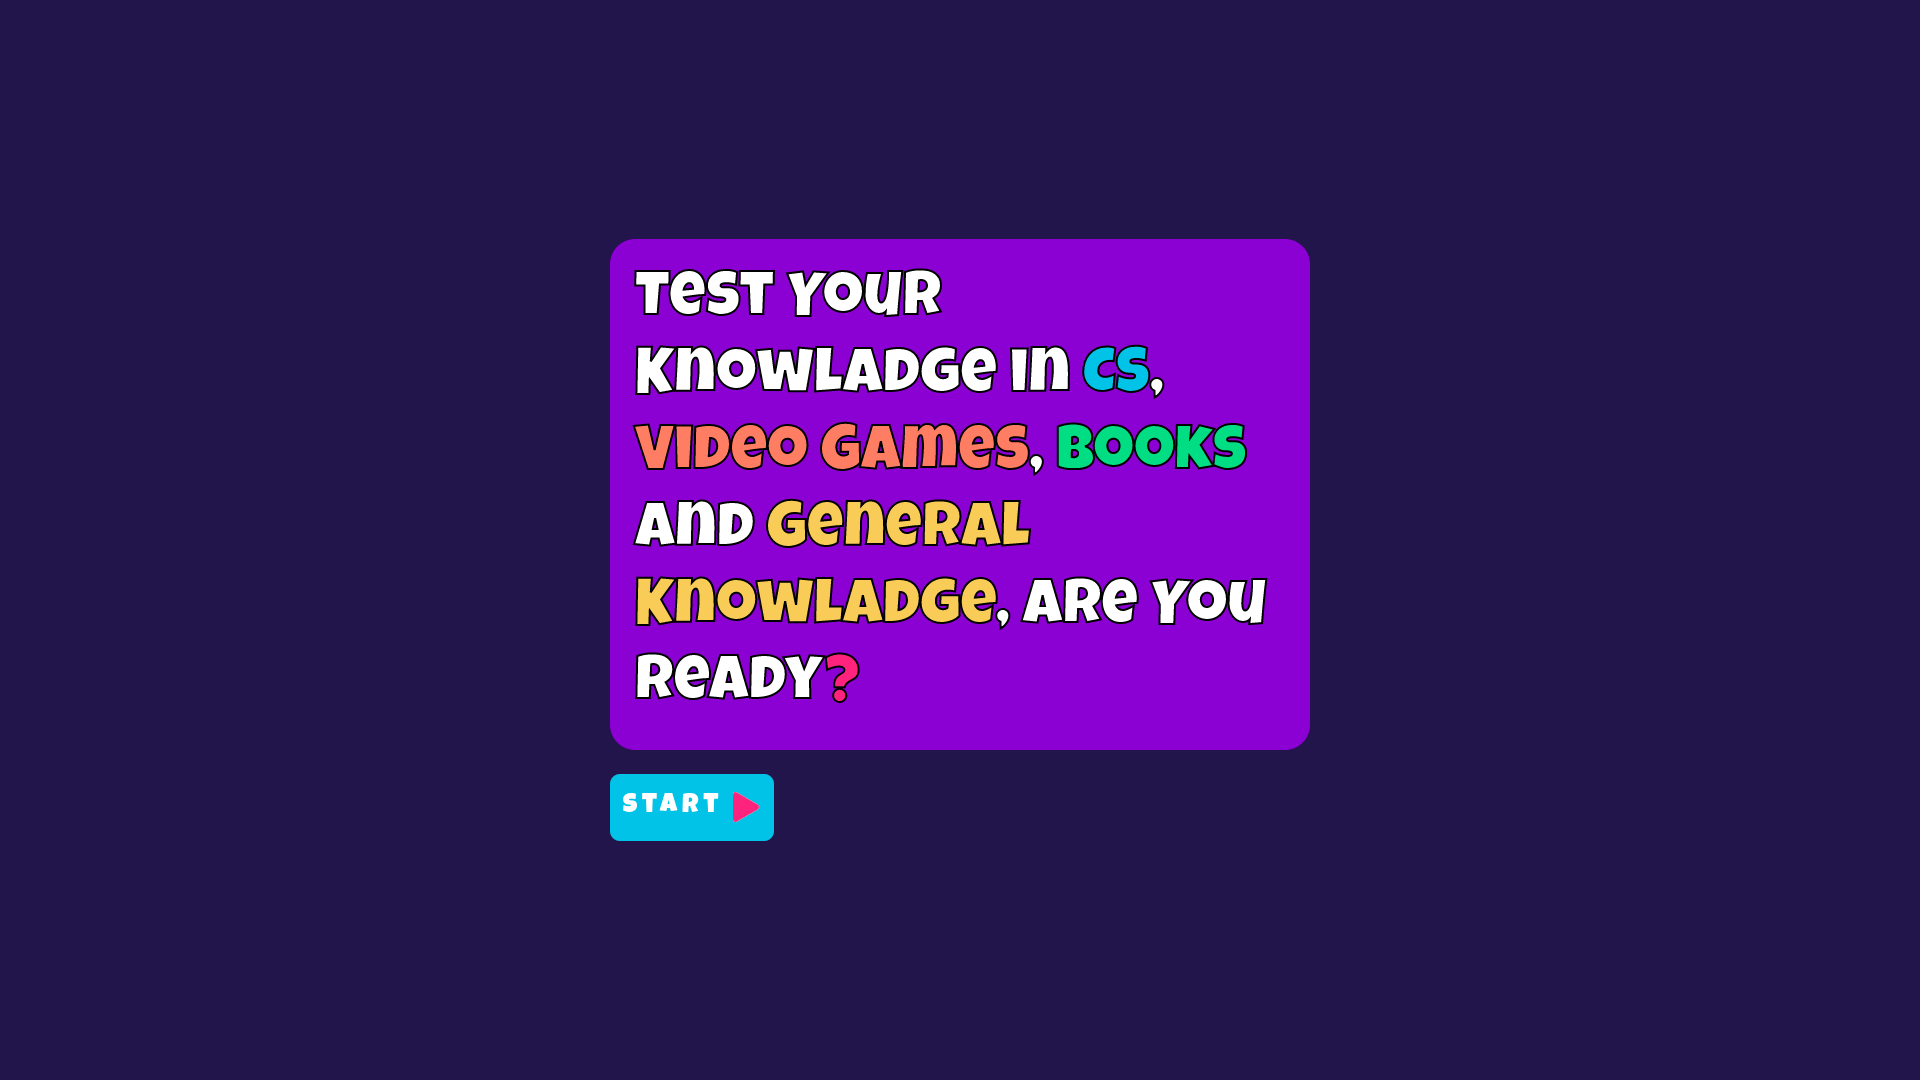 Test your
knowladge in CS,
Video Games, Books
and General
Knowladge, are you
ready?
START